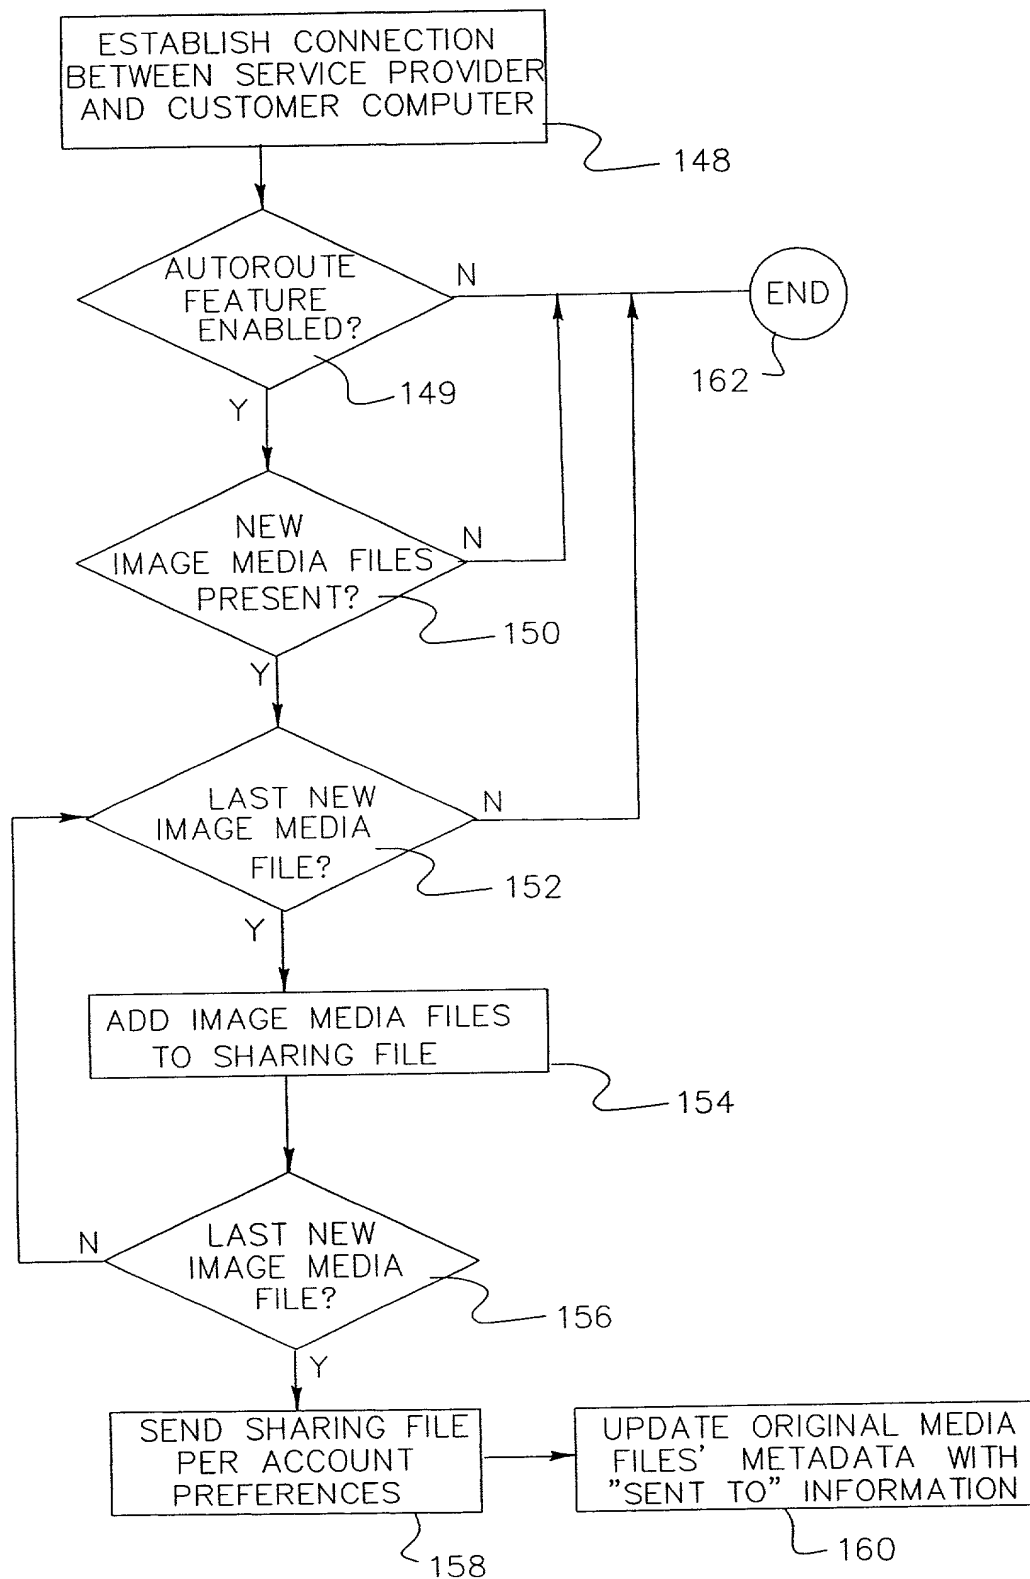 ESTABLISH CONNECTION
BETWEEN SERVICE PROVIDER
AND CUSTOMER COMPUTER
148
AUTOROUTE
FEATURE
ENABLED?
N
END
149
162
Y
NEW
IMAGE MEDIA FILES
PRESENT?
N
150
Y
LAST NEW
IMAGE MEDIA
FILE?
N
152
Y
ADD IMAGE MEDIA FILES
TO SHARING FILE
154
LAST NEW
IMAGE MEDIA
FILE?
N
156
Y
SEND SHARING FILE
PER ACCOUNT
PREFERENCES
158
UPDATE ORIGINAL MEDIA
FILES' METADATA WITH
"SENT TO" INFORMATION
160